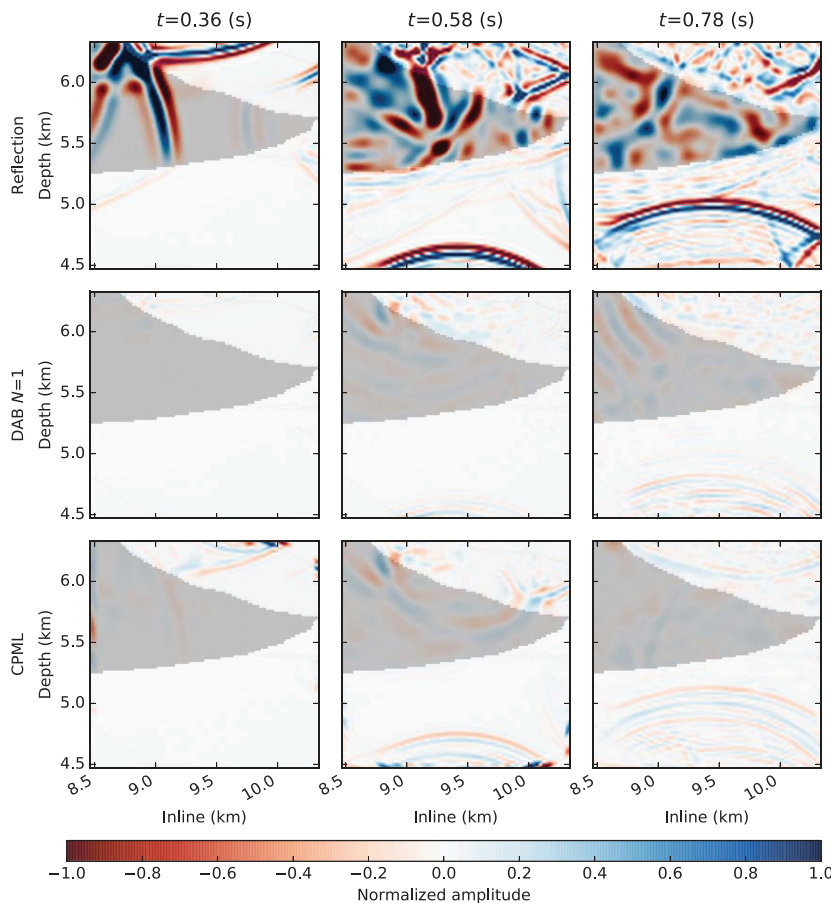 t=0.36 (s) t=0.58 (s) t=0.78 (s)
Reflection
Depth (km)
6.0
5.5
5.0
4.5
DAB N=1
Depth (km)
6.0
5.5
5.0
4.5
CPML
Depth (km)
6.0
5.5
5.0
4.5
8.5 9.0 9.5 10.0 8.5 9.0 9.5 10.0 8.5 9.0 9.5 10.0
Inline (km) Inline (km) Inline (km)
−1.0 −0.8 −0.6 −0.4 −0.2 0.0 0.2 0.4 0.6 0.8 1.0
Normalized amplitude